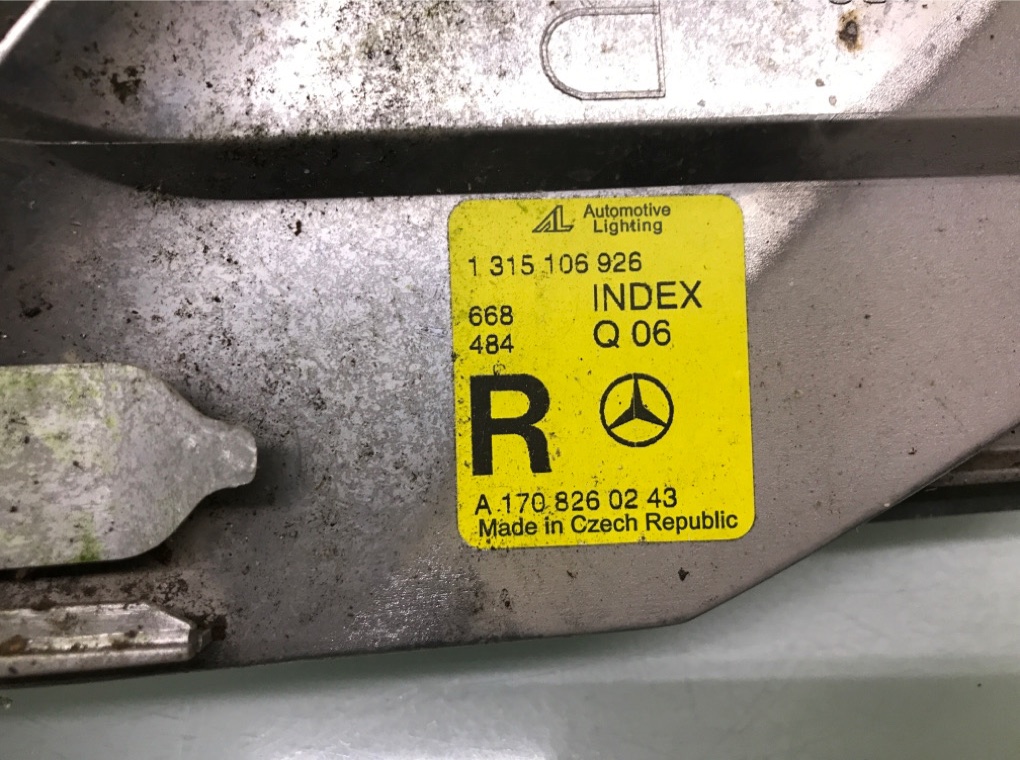 Automotive
Lighting
1 315 106 926
INDEX
668
Q 06
484
R
A 170 826 02 43
Made in Czech Republic